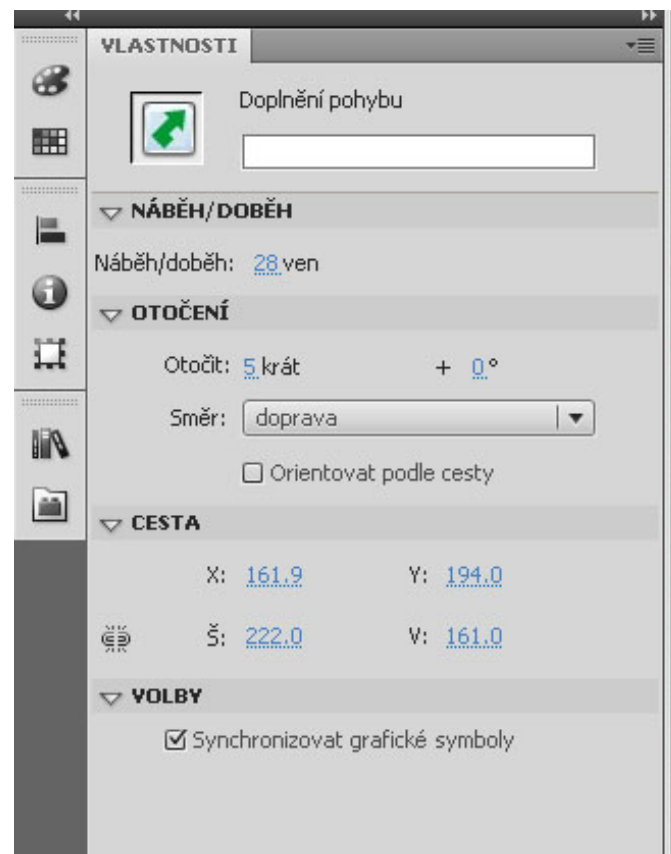 VLASTNOSTI
Doplnění pohybu
NÁBĚH/DOBĚH
Náběh/doběh: 28 ven
OTOČENÍ
Otočit: 5 krát + 0°
Směr: doprava
Orientovat podle cesty
CESTA
X: 161.9 Y: 194.0
Š: 222.0 V: 161.0
VOLBY
Synchronizovat grafické symboly